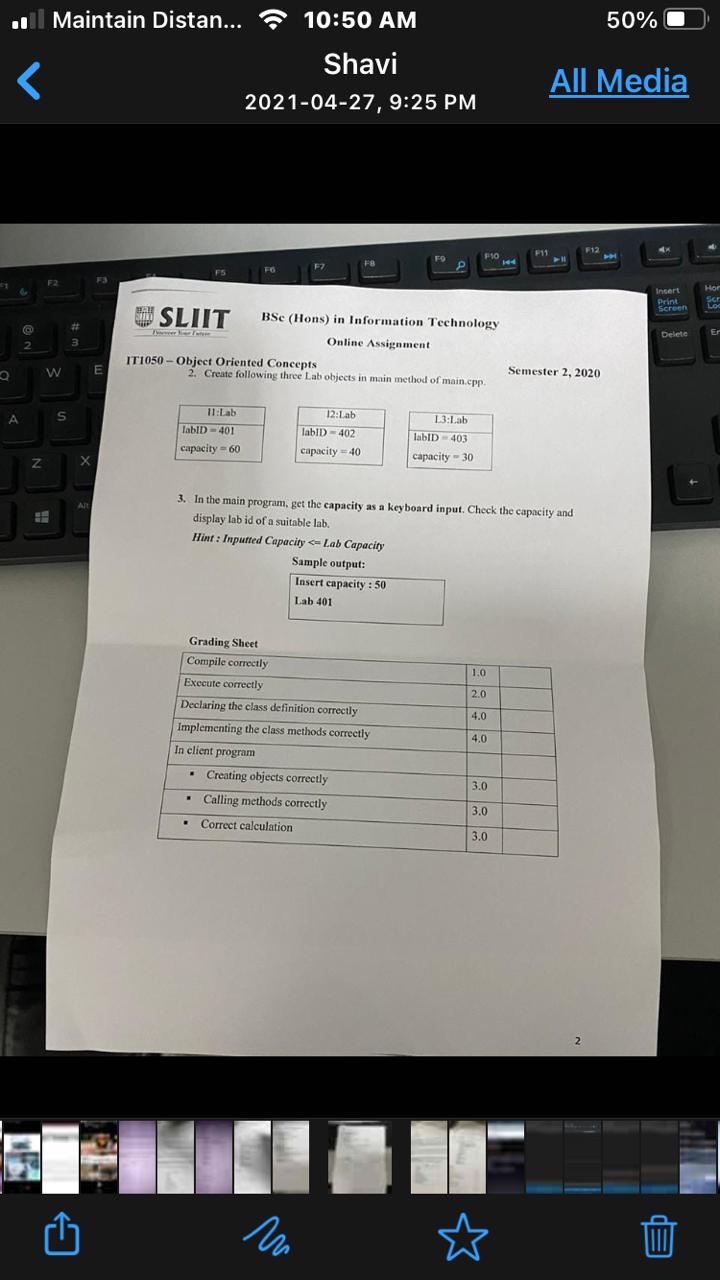 Maintain Distan... 10:50 AM 50%
Shavi
2021-04-27, 9:25 PM
All Media
F1 F2 F3 F5 F6 F7 F8 F9 F10 F11 F12
Insert
Print
Screen
Delete
@
2
#
3
Q W E
A S
Z X
Alt
SLIIT
Discover Your Future
BSc (Hons) in Information Technology
Online Assignment
IT1050 – Object Oriented Concepts
Semester 2, 2020
2. Create following three Lab objects in main method of main.cpp.
l1:Lab
labID = 401
capacity = 60
l2:Lab
labID = 402
capacity = 40
L3:Lab
labID = 403
capacity = 30
3. In the main program, get the capacity as a keyboard input. Check the capacity and
display lab id of a suitable lab.
Hint : Inputted Capacity <= Lab Capacity
Sample output:
Insert capacity : 50
Lab 401
Grading Sheet
Compile correctly 1.0
Execute correctly 2.0
Declaring the class definition correctly 4.0
Implementing the class methods correctly 4.0
In client program
▪ Creating objects correctly 3.0
▪ Calling methods correctly 3.0
▪ Correct calculation 3.0
2